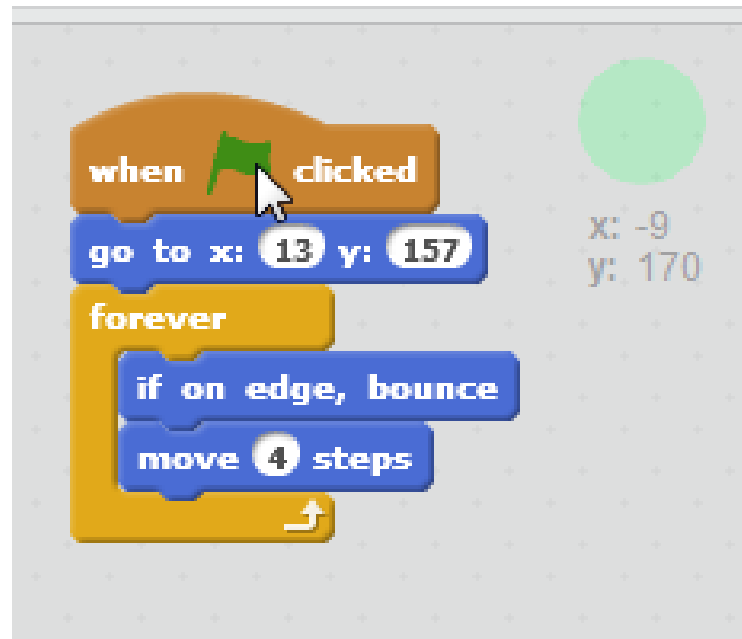 when clicked
go to x: 13 y: 157
forever
if on edge, bounce
move 4 steps
x: -9
y: 170